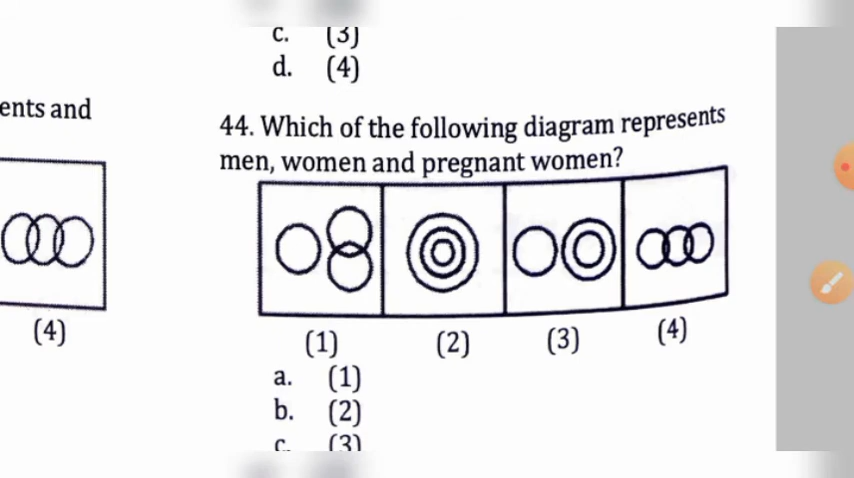 c. (3)
d. (4)
ents and
(4)
44. Which of the following diagram represents
men, women and pregnant women?
(1) (2) (3) (4)
a. (1)
b. (2)
c. (3)